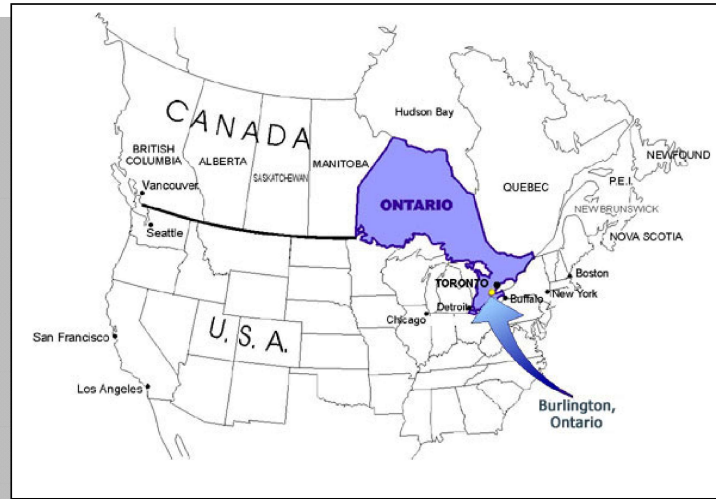 Hudson Bay
CANADA
BRITISH
COLUMBIA
ALBERTA
SASKATCHEWAN
MANITOBA
NEWFOUND
P.E.I.
QUEBEC
Vancouver
ONTARIO
NEW BRUNSWICK
NOVA SCOTIA
Seattle
Boston
TORONTO
New York
Buffalo
Detroit
Chicago
U.S.A.
San Francisco
Los Angeles
Burlington,
Ontario